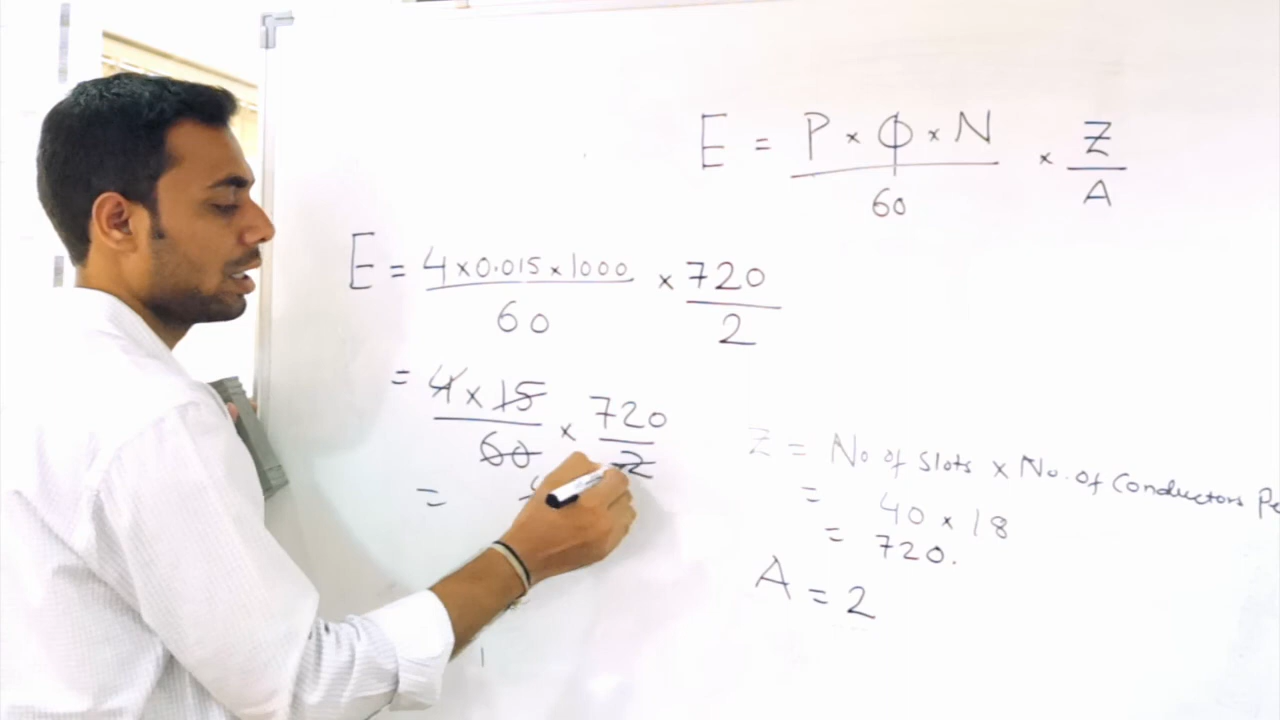 E = P × Φ × N / 60 × Z / A
E = 4 × 0.015 × 1000 / 60 × 720 / 2
= 4 × 15 / 60 × 720 / 2
=
Z = No of slots × No. of Conductors Pe
= 40 × 18
= 720.
A = 2